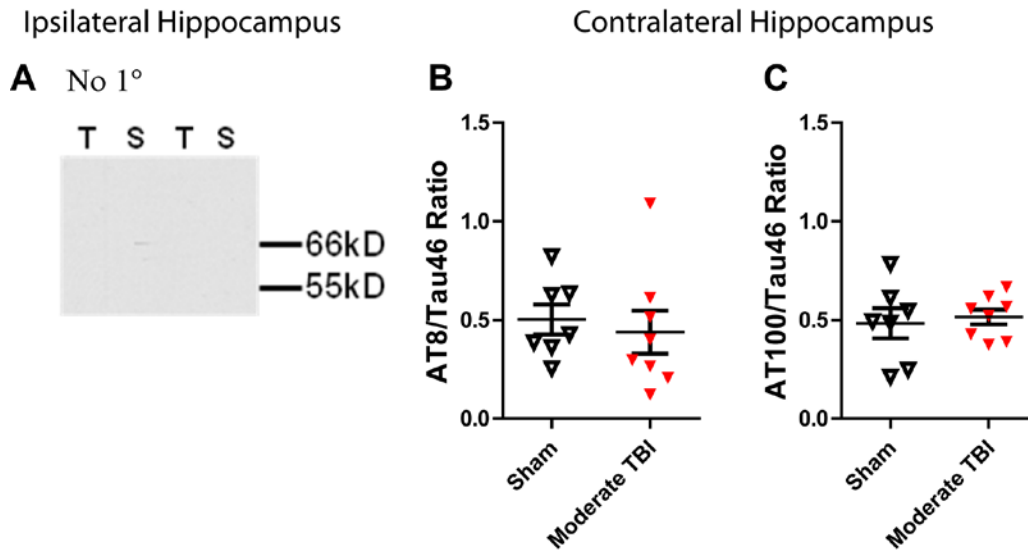 Ipsilateral Hippocampus
Contralateral Hippocampus
A No 1°
T S T S
66kD
55kD
B
AT8/Tau46 Ratio
1.5
1.0
0.5
0.0
Sham
Moderate TBI
C
AT100/Tau46 Ratio
1.5
1.0
0.5
0.0
Sham
Moderate TBI